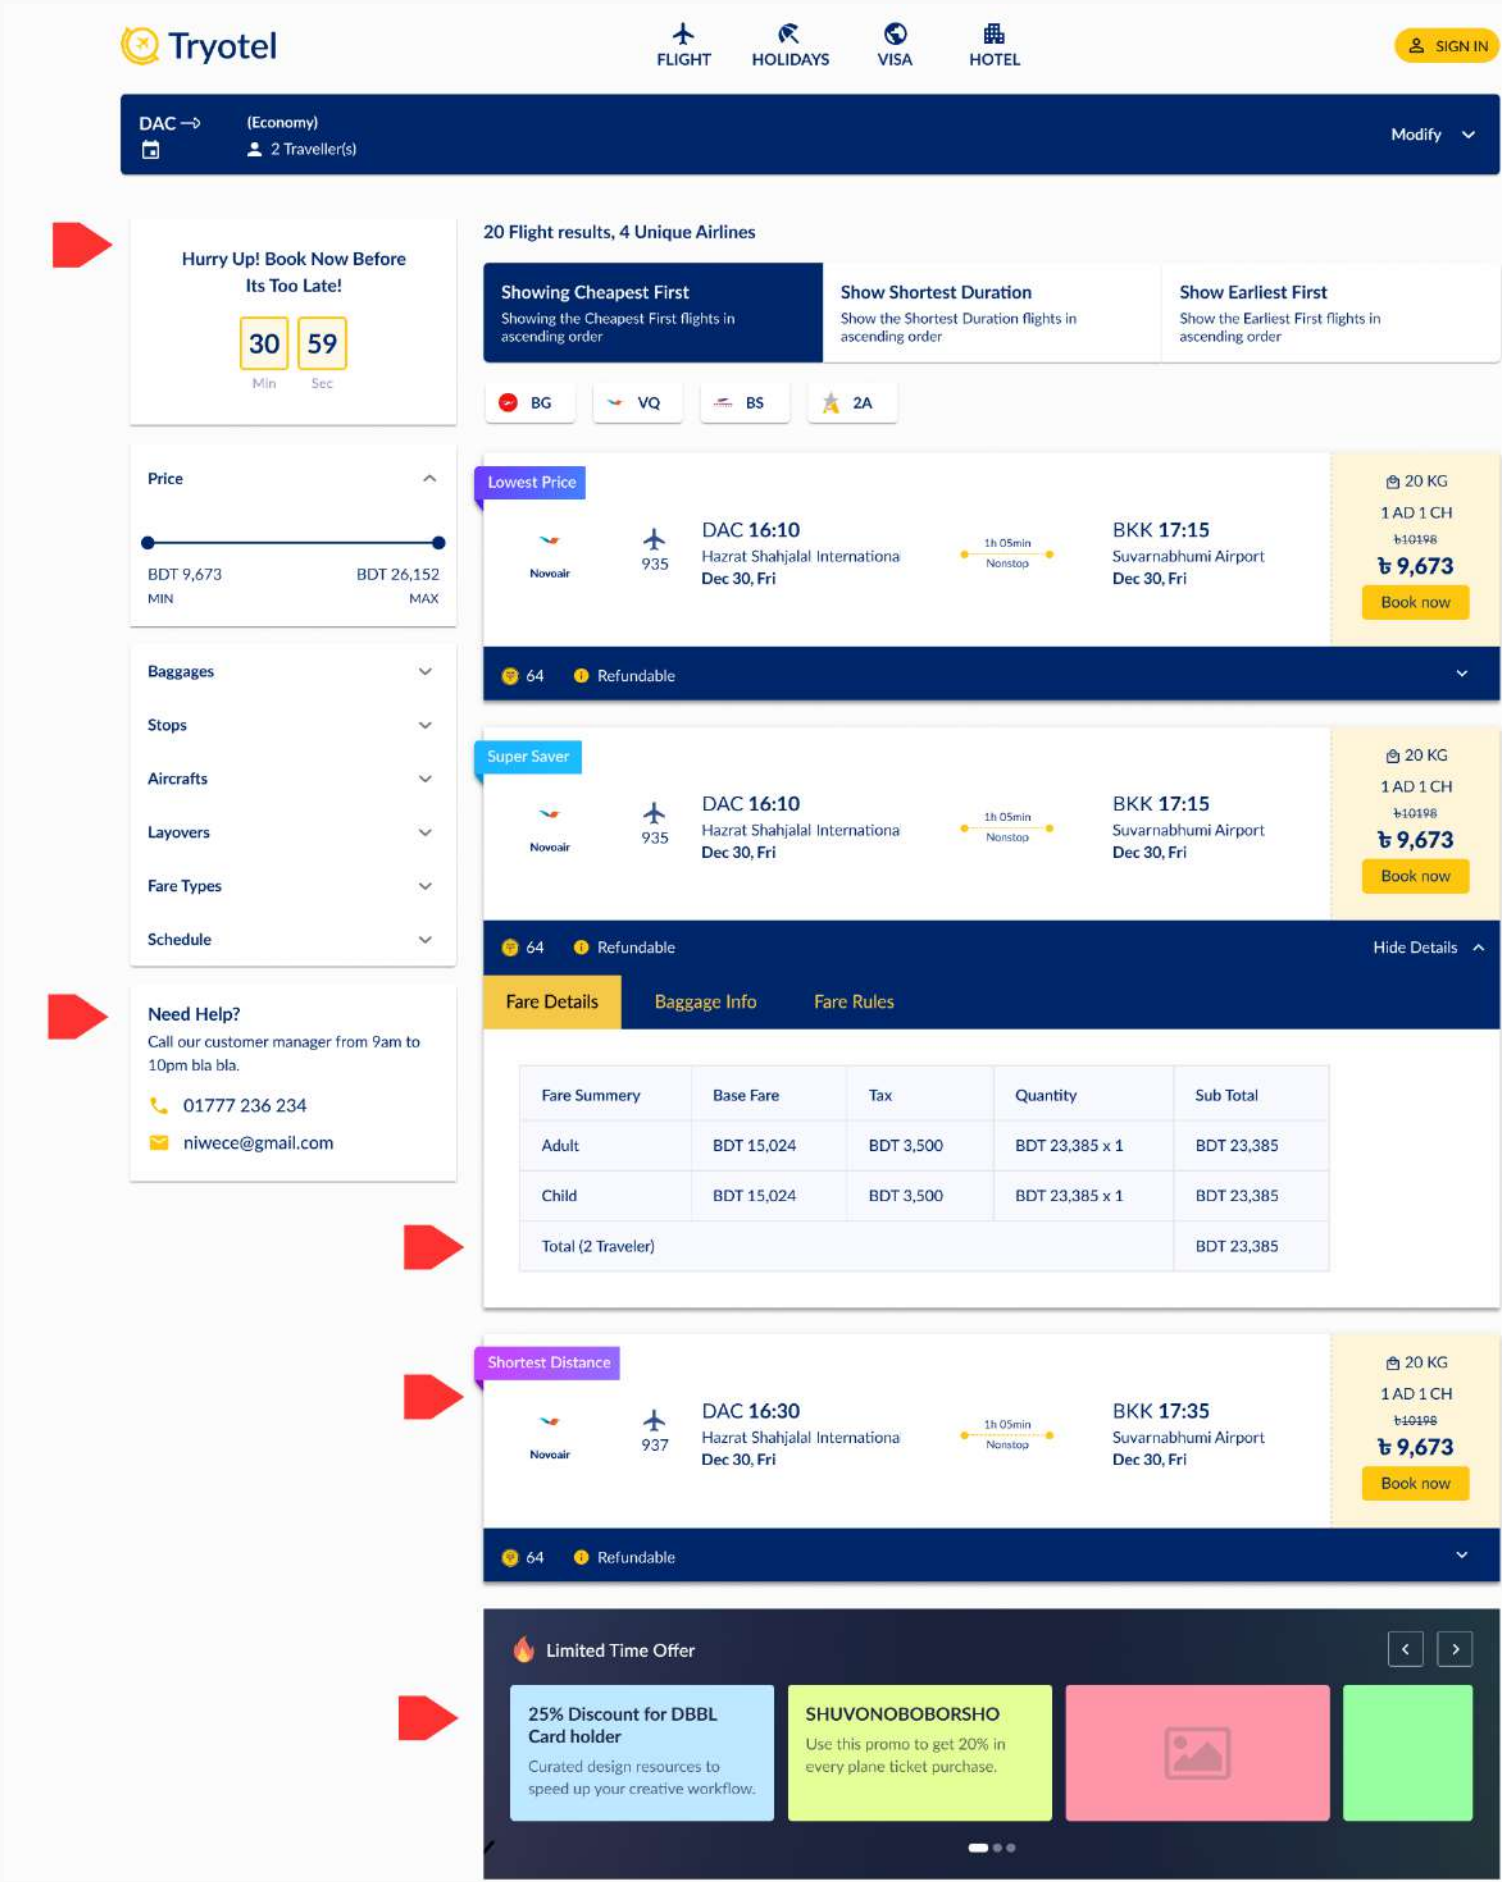 Tryotel
FLIGHT
HOLIDAYS
VISA
HOTEL
SIGN IN
DAC
(Economy)
2 Traveller(s)
Modify
Hurry Up! Book Now Before
Its Too Late!
30 59
Min Sec
Price
BDT 9,673 BDT 26,152
MIN MAX
Baggages
Stops
Aircrafts
Layovers
Fare Types
Schedule
Need Help?
Call our customer manager from 9am to
10pm bla bla.
01777 236 234
niwece@gmail.com
20 Flight results, 4 Unique Airlines
Showing Cheapest First
Showing the Cheapest First flights in
ascending order
Show Shortest Duration
Show the Shortest Duration flights in
ascending order
Show Earliest First
Show the Earliest First flights in
ascending order
BG
VQ
BS
2A
Lowest Price
Novoair
935
DAC 16:10
Hazrat Shahjalal Internationa
Dec 30, Fri
1h 05min
Nonstop
BKK 17:15
Suvarnabhumi Airport
Dec 30, Fri
20 KG
1 AD 1 CH
৳10198
৳ 9,673
Book now
64 Refundable
Super Saver
Novoair
935
DAC 16:10
Hazrat Shahjalal Internationa
Dec 30, Fri
1h 05min
Nonstop
BKK 17:15
Suvarnabhumi Airport
Dec 30, Fri
20 KG
1 AD 1 CH
৳10198
৳ 9,673
Book now
64 Refundable Hide Details
Fare Details Baggage Info Fare Rules
Fare Summery Base Fare Tax Quantity Sub Total
Adult BDT 15,024 BDT 3,500 BDT 23,385 x 1 BDT 23,385
Child BDT 15,024 BDT 3,500 BDT 23,385 x 1 BDT 23,385
Total (2 Traveler) BDT 23,385
Shortest Distance
Novoair
937
DAC 16:30
Hazrat Shahjalal Internationa
Dec 30, Fri
1h 05min
Nonstop
BKK 17:35
Suvarnabhumi Airport
Dec 30, Fri
20 KG
1 AD 1 CH
৳10198
৳ 9,673
Book now
64 Refundable
Limited Time Offer
25% Discount for DBBL
Card holder
Curated design resources to
speed up your creative workflow.
SHUVONOBOBORSHO
Use this promo to get 20% in
every plane ticket purchase.